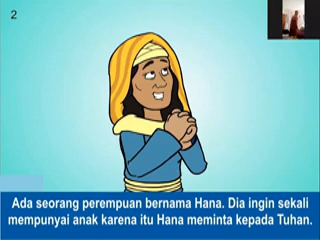 2
Ada seorang perempuan bernama Hana. Dia ingin sekali
mempunyai anak karena itu Hana meminta kepada Tuhan.